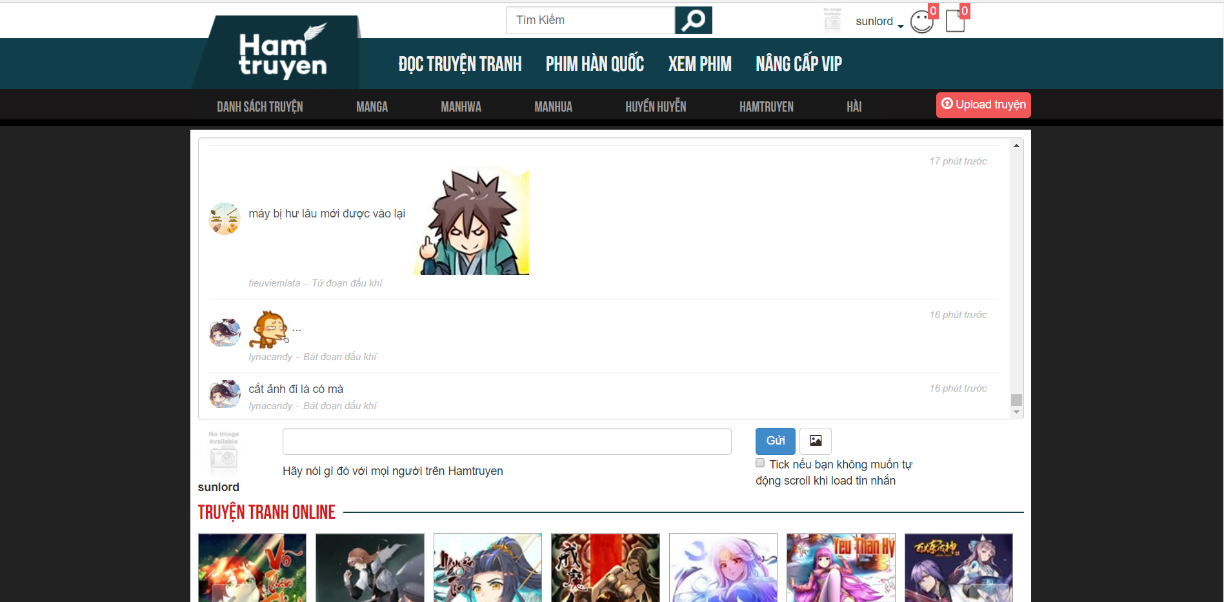 Tìm Kiếm
No Image
Available
sunlord
0
0
Ham
truyen
ĐỌC TRUYỆN TRANH
PHIM HÀN QUỐC
XEM PHIM
NÂNG CẤP VIP
DANH SÁCH TRUYỆN
MANGA
MANHWA
MANHUA
HUYỀN HUYỄN
HAMTRUYEN
HÀI
Upload truyện
17 phút trước
máy bị hư lâu mới được vào lại
tieuviemlata – Tứ đoạn đấu khí
16 phút trước
...
lynacandy – Bát đoạn đấu khí
16 phút trước
cắt ảnh đi là có mà
lynacandy – Bát đoạn đấu khí
No Image
Available
Gửi
Hãy nói gì đó với mọi người trên Hamtruyen
Tick nếu bạn không muốn tự
động scroll khi load tin nhắn
sunlord
TRUYỆN TRANH ONLINE